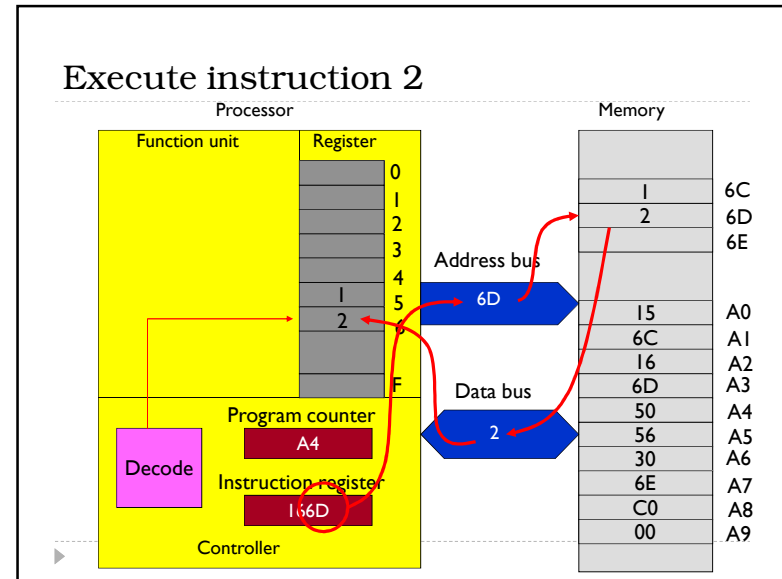 Execute instruction 2
Processor
Memory
Function unit
Register
0
1
2
3
4
5
6
F
1
2
Address bus
6D
Data bus
2
Program counter
A4
Decode
Instruction register
166D
Controller
1 6C
2 6D
6E
15 A0
6C A1
16 A2
6D A3
50 A4
56 A5
30 A6
6E A7
C0 A8
00 A9